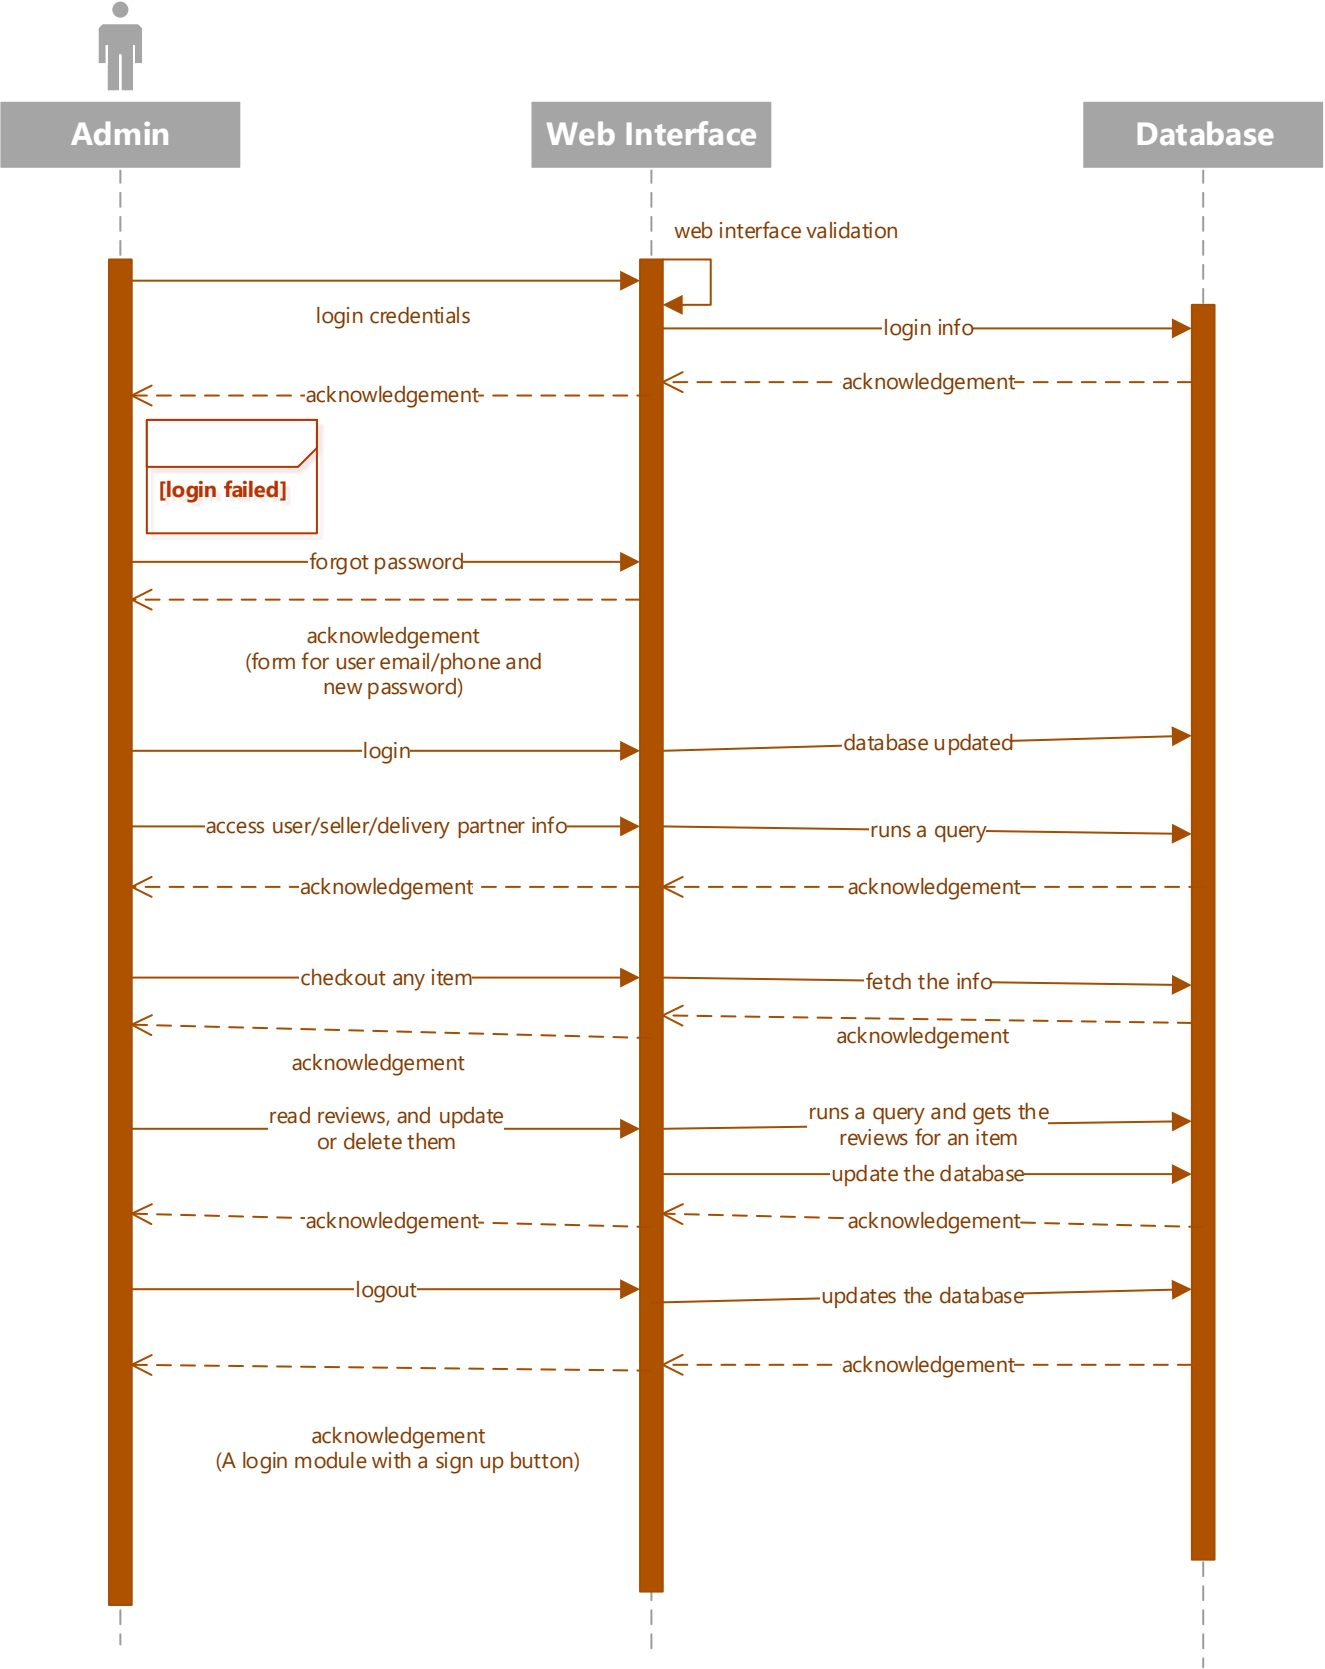 Admin
Web Interface
Database
web interface validation
login credentials
login info
acknowledgement
acknowledgement
[login failed]
forgot password
acknowledgement
(form for user email/phone and
new password)
login
database updated
access user/seller/delivery partner info
runs a query
acknowledgement
acknowledgement
checkout any item
fetch the info
acknowledgement
acknowledgement
read reviews, and update
or delete them
runs a query and gets the
reviews for an item
update the database
acknowledgement
acknowledgement
logout
updates the database
acknowledgement
acknowledgement
(A login module with a sign up button)